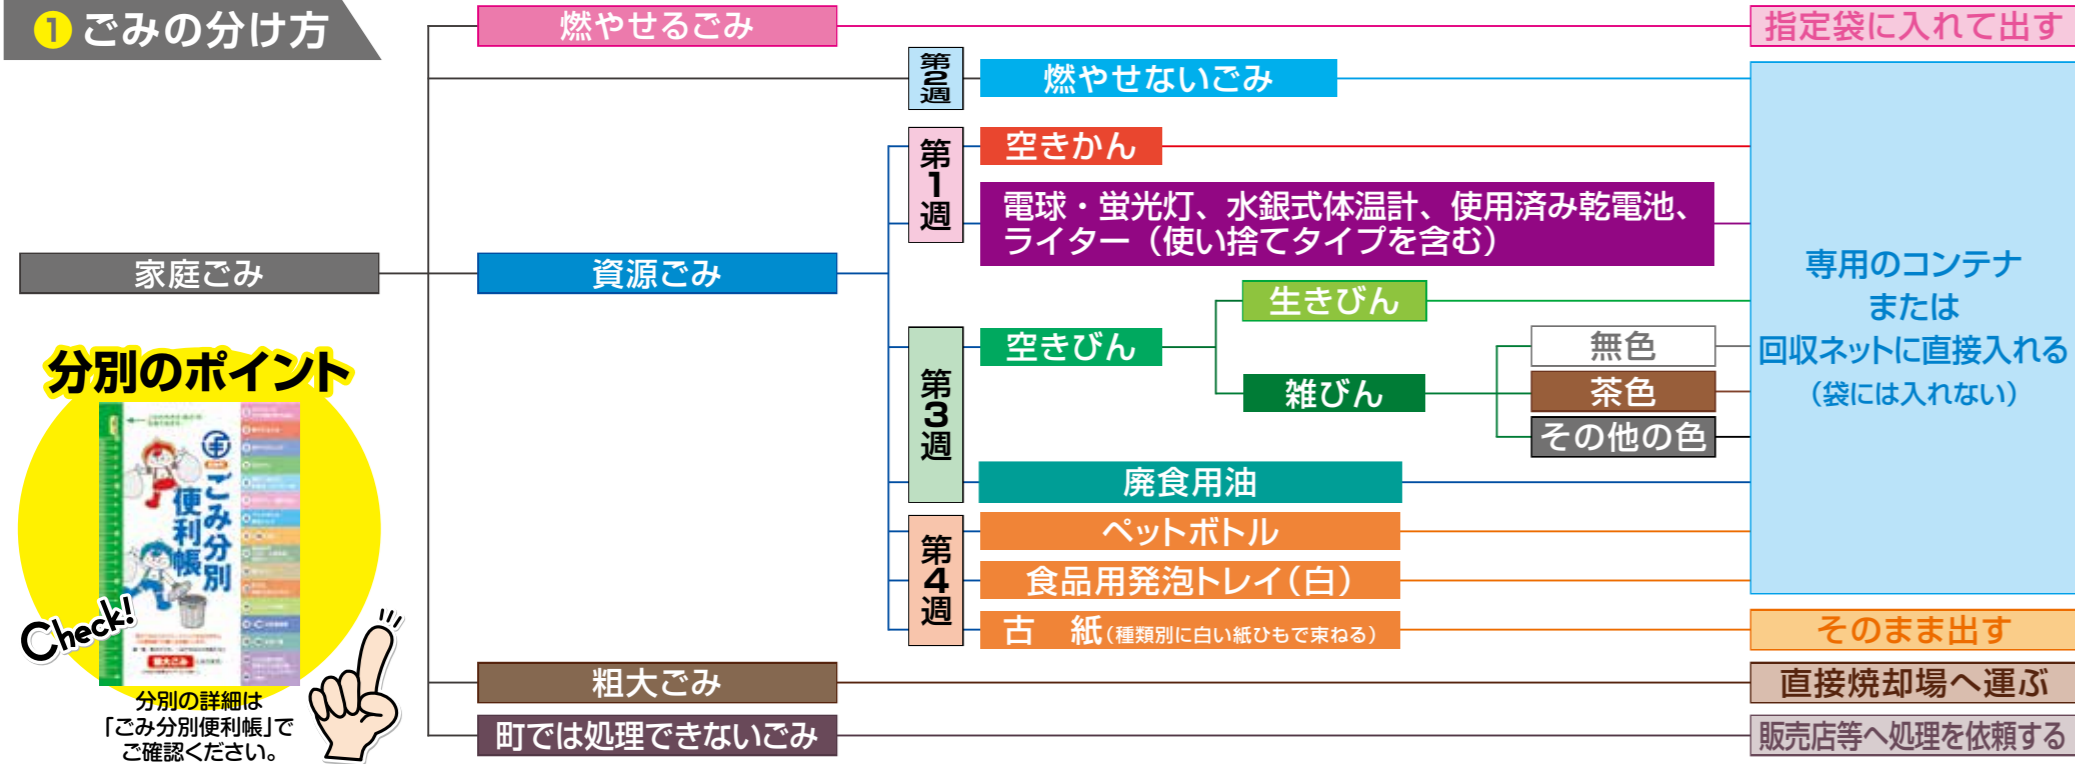 ❶ ごみの分け方
家庭ごみ
燃やせるごみ
指定袋に入れて出す
第2週
燃やせないごみ
資源ごみ
第1週
空きかん
電球・蛍光灯、水銀式体温計、使用済み乾電池、
ライター（使い捨てタイプを含む）
第3週
空きびん
生きびん
雑びん
無色
茶色
その他の色
廃食用油
第4週
ペットボトル
食品用発泡トレイ（白）
古　紙（種類別に白い紙ひもで束ねる）
専用のコンテナ
または
回収ネットに直接入れる
（袋には入れない）
そのまま出す
粗大ごみ
直接焼却場へ運ぶ
町では処理できないごみ
販売店等へ処理を依頼する
分別のポイント
ごみ分別
便利帳
粗大ごみ
Check!
分別の詳細は
「ごみ分別便利帳」で
ご確認ください。